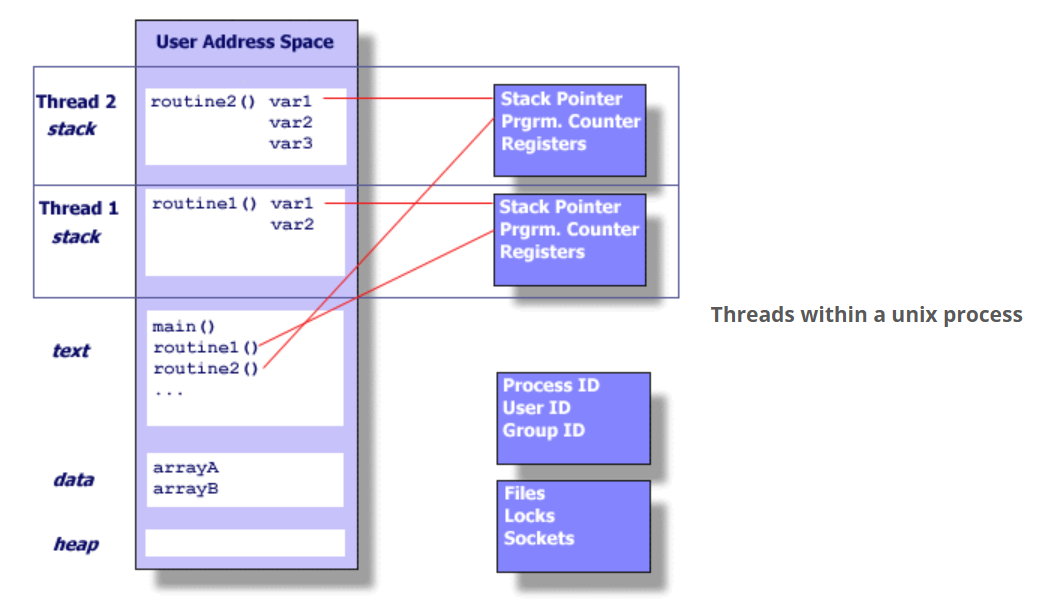 User Address Space
Thread 2
stack
routine2() var1
var2
var3
Stack Pointer
Prgrm. Counter
Registers
Thread 1
stack
routine1() var1
var2
Stack Pointer
Prgrm. Counter
Registers
text
main()
routine1()
routine2()
...
Threads within a unix process
Process ID
User ID
Group ID
data
arrayA
arrayB
Files
Locks
Sockets
heap